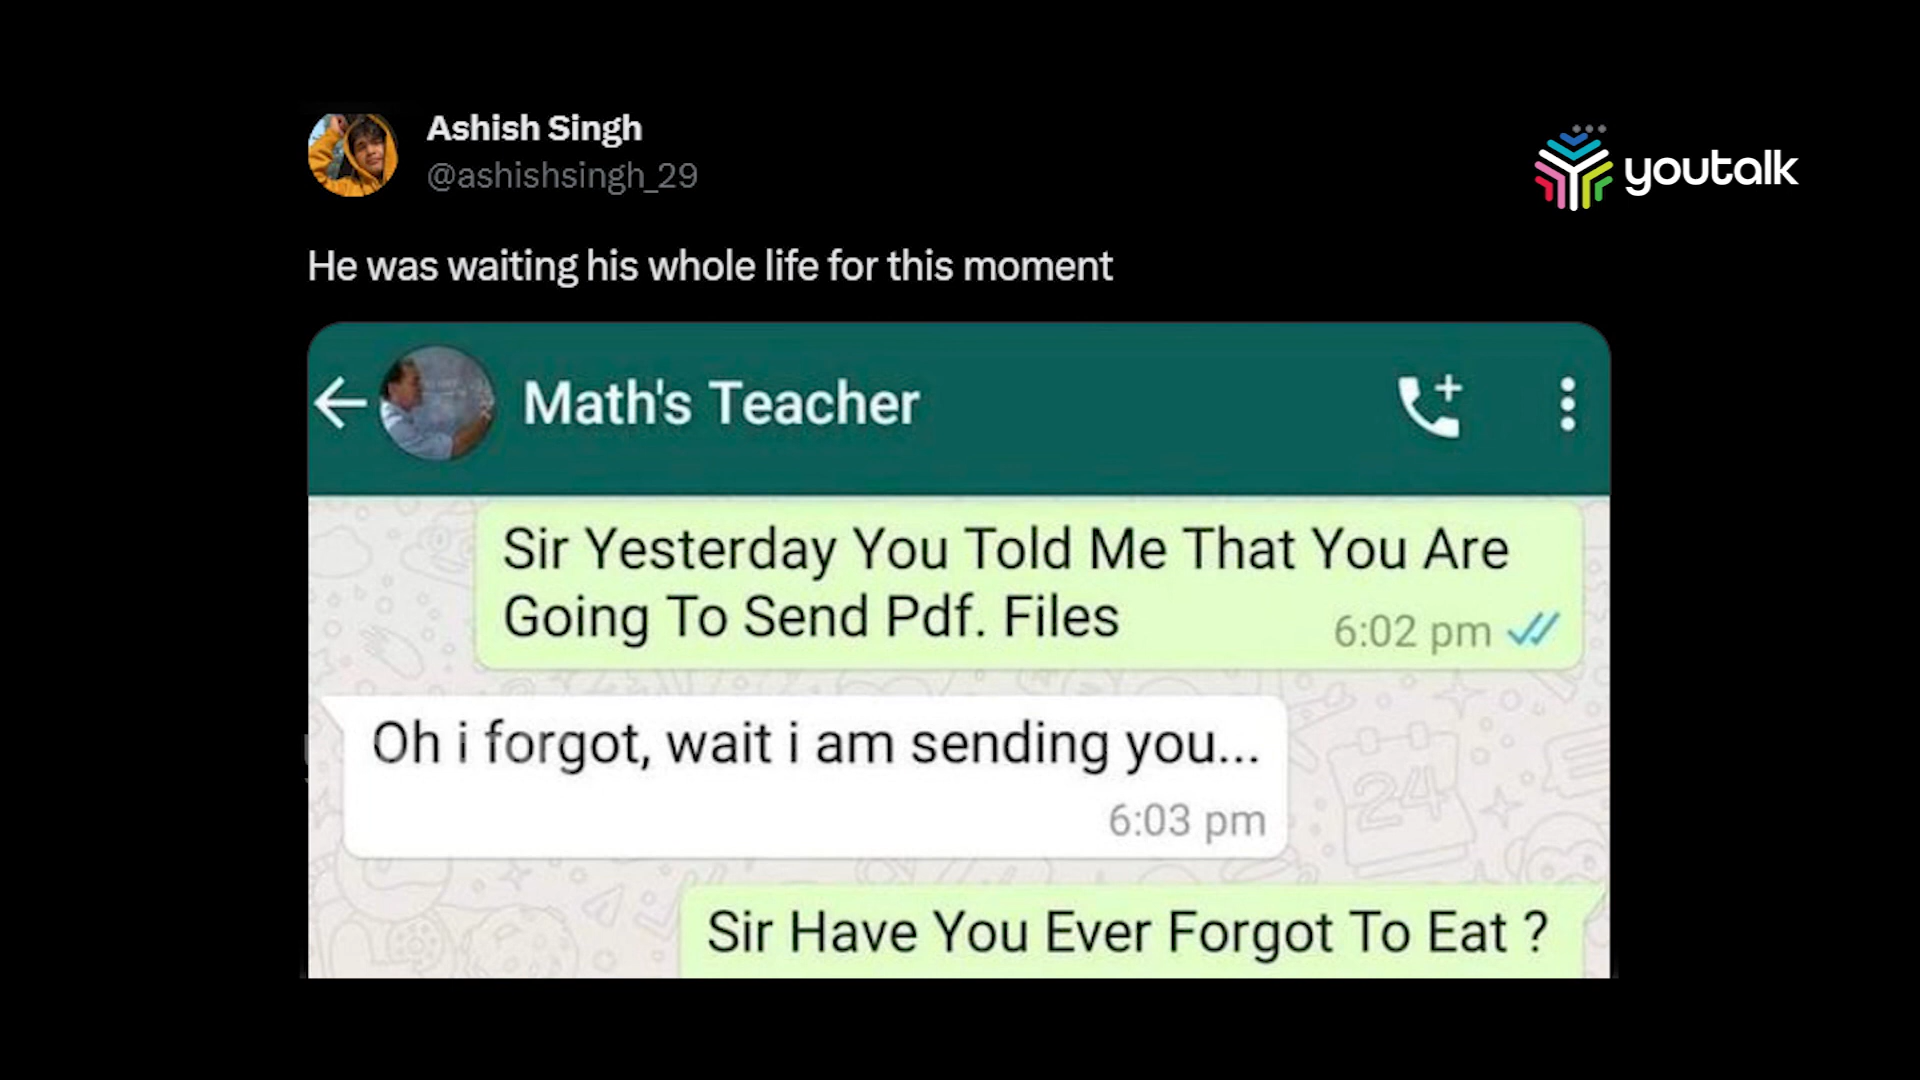 Ashish Singh
@ashishsingh_29
youtalk
He was waiting his whole life for this moment
Math's Teacher
Sir Yesterday You Told Me That You Are
Going To Send Pdf. Files
6:02 pm
Oh i forgot, wait i am sending you...
6:03 pm
24
Sir Have You Ever Forgot To Eat ?